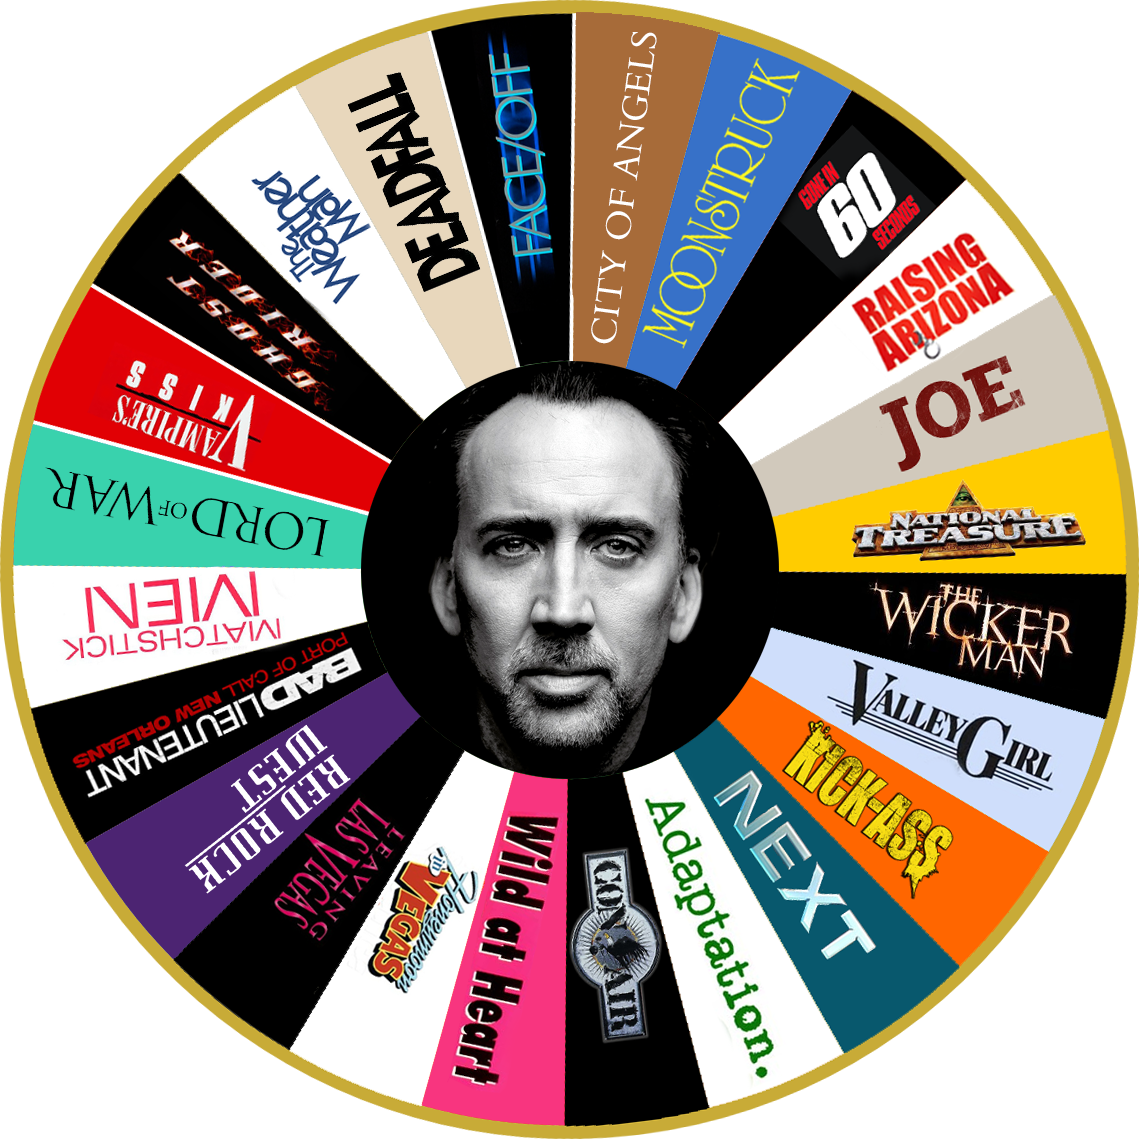 CITY OF ANGELS
MOONSTRUCK
GONE IN
60
SECONDS
RAISING
ARIZONA
JOE
NATIONAL
TREASURE
THE
WICKER
MAN
VALLEY GIRL
KICK-ASS
NEXT
Adaptation.
CON AIR
Wild at Heart
Honeymoon
IN
VEGAS
LEAVING
LAS VEGAS
RED ROCK
WEST
BAD LIEUTENANT
PORT OF CALL NEW ORLEANS
MATCHSTICK
MEN
LORD OF WAR
VAMPIRE'S
KISS
GHOST
RIDER
The
Weather
Man
DEADFALL
FACE/OFF